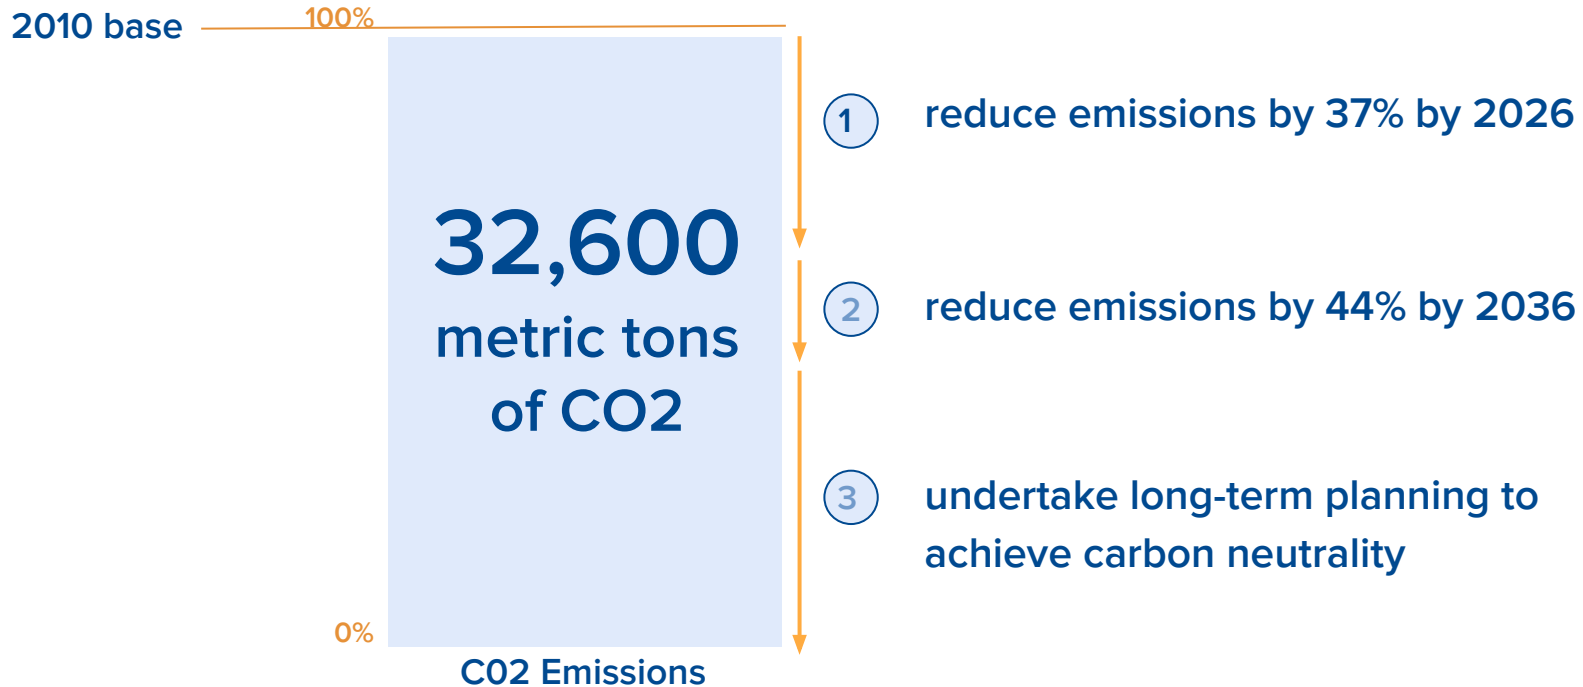 2010 base
100%
1
reduce emissions by 37% by 2026
32,600
metric tons
of CO2
2
reduce emissions by 44% by 2036
3
undertake long-term planning to
achieve carbon neutrality
0%
C02 Emissions